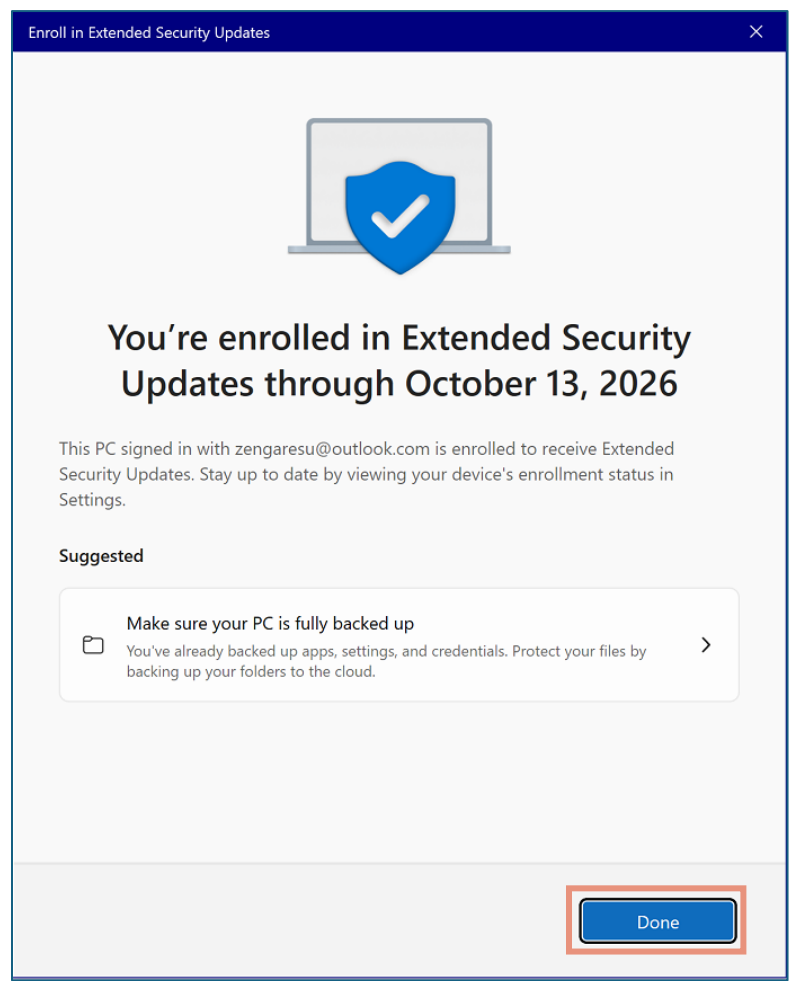 Enroll in Extended Security Updates
You’re enrolled in Extended Security
Updates through October 13, 2026
This PC signed in with zengaresu@outlook.com is enrolled to receive Extended
Security Updates. Stay up to date by viewing your device's enrollment status in
Settings.
Suggested
Make sure your PC is fully backed up
You've already backed up apps, settings, and credentials. Protect your files by
backing up your folders to the cloud.
Done